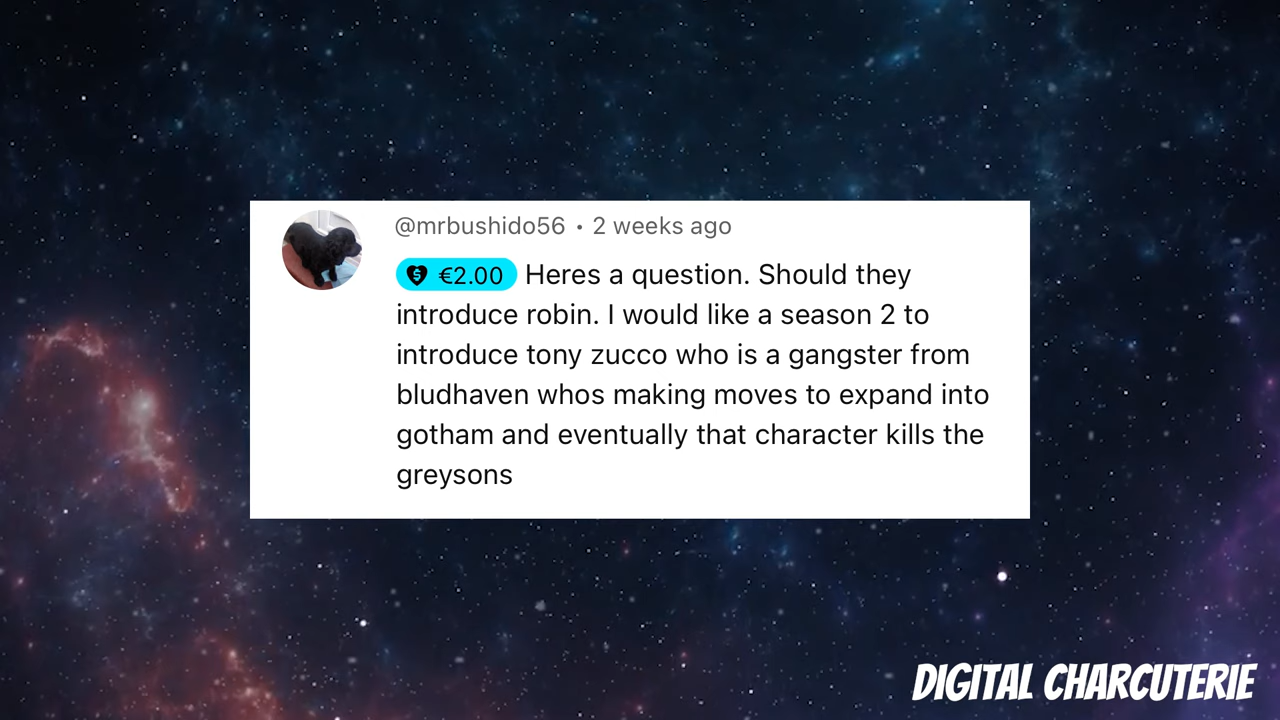 @mrbushido56 • 2 weeks ago
€2.00 Heres a question. Should they
introduce robin. I would like a season 2 to
introduce tony zucco who is a gangster from
bludhaven whos making moves to expand into
gotham and eventually that character kills the
greysons
DIGITAL CHARCUTERIE